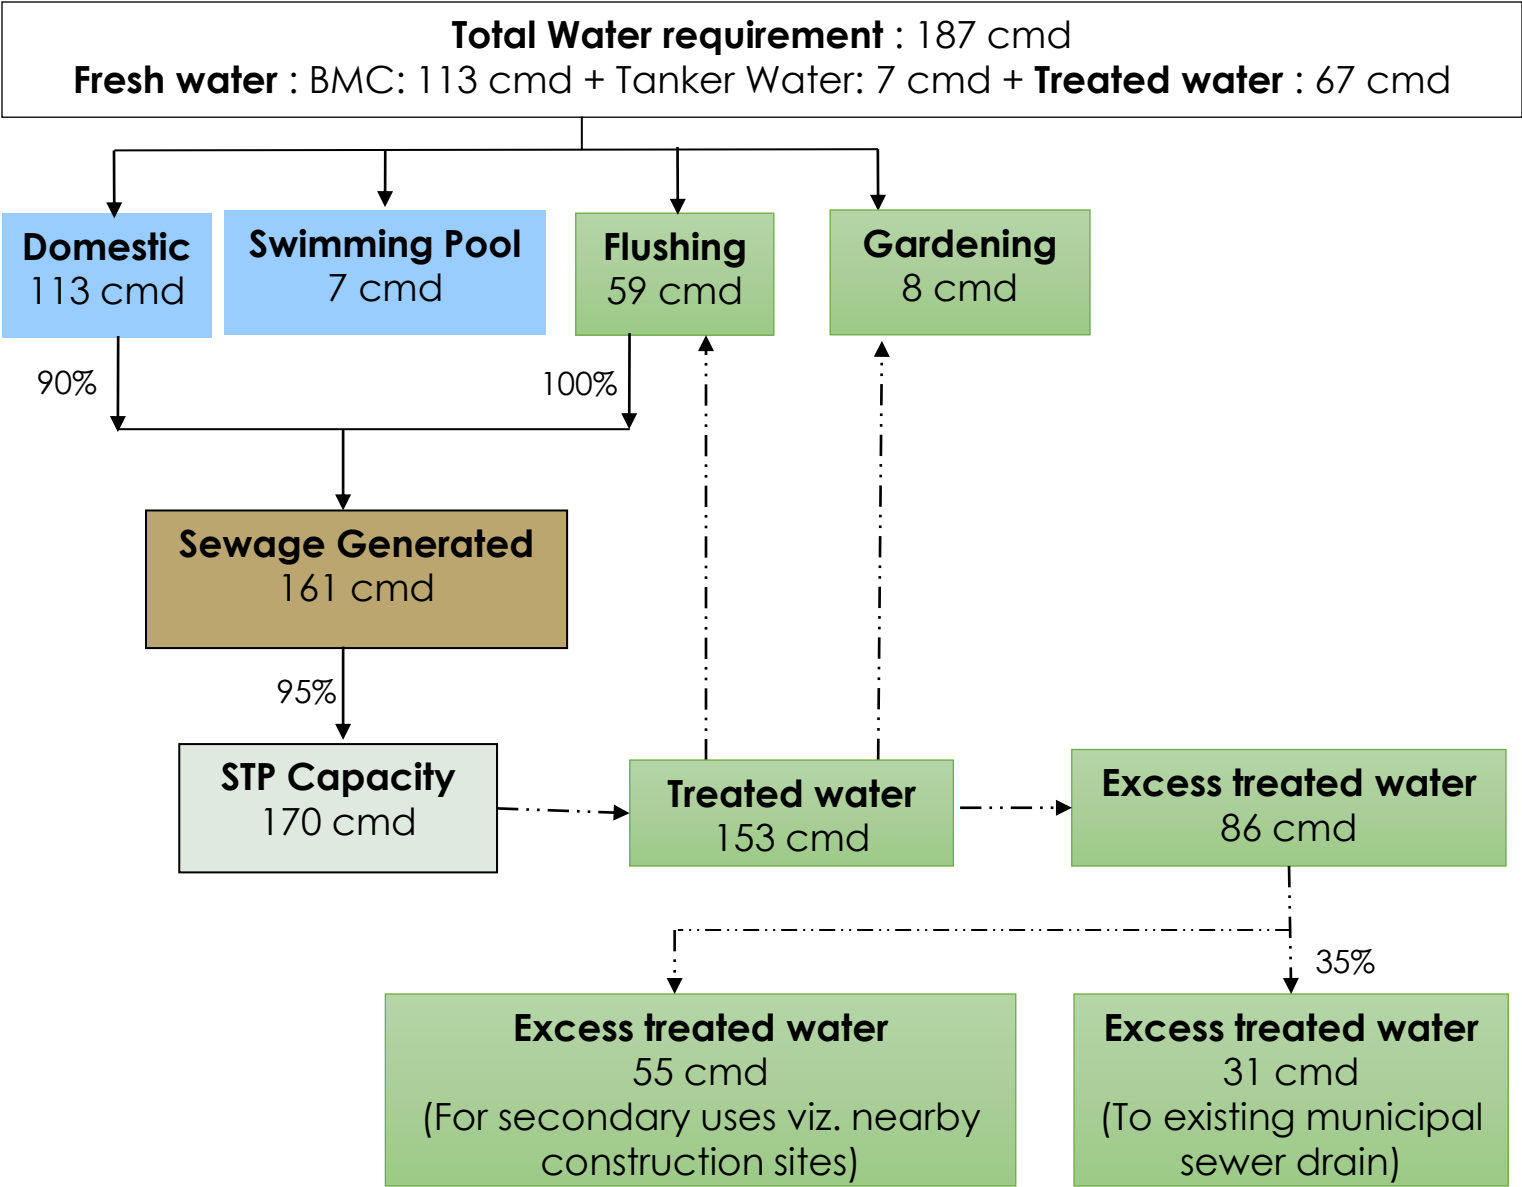 Total Water requirement : 187 cmd
Fresh water : BMC: 113 cmd + Tanker Water: 7 cmd + Treated water : 67 cmd
Domestic
113 cmd
Swimming Pool
7 cmd
Flushing
59 cmd
Gardening
8 cmd
90%
100%
Sewage Generated
161 cmd
95%
STP Capacity
170 cmd
Treated water
153 cmd
Excess treated water
86 cmd
35%
Excess treated water
55 cmd
(For secondary uses viz. nearby
construction sites)
Excess treated water
31 cmd
(To existing municipal
sewer drain)